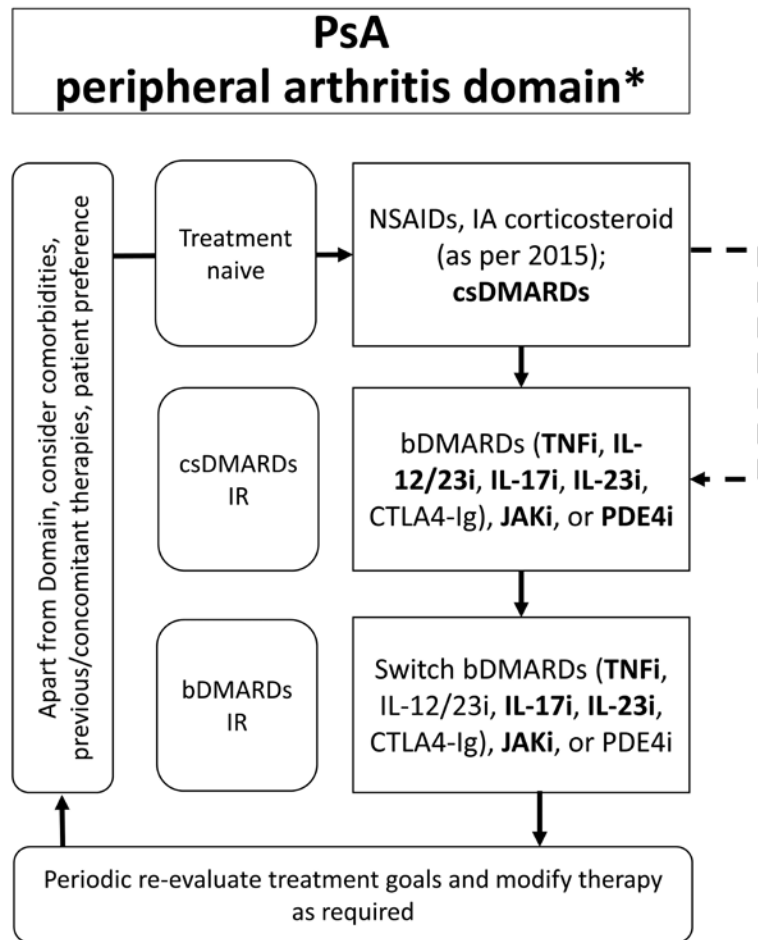 PsA
peripheral arthritis domain*
Apart from Domain, consider comorbidities,
previous/concomitant therapies, patient preference
Treatment
naive
NSAIDs, IA corticosteroid
(as per 2015);
csDMARDs
csDMARDs
IR
bDMARDs (TNFi, IL-
12/23i, IL-17i, IL-23i,
CTLA4-Ig), JAKi, or PDE4i
bDMARDs
IR
Switch bDMARDs (TNFi,
IL-12/23i, IL-17i, IL-23i,
CTLA4-Ig), JAKi, or PDE4i
Periodic re-evaluate treatment goals and modify therapy
as required